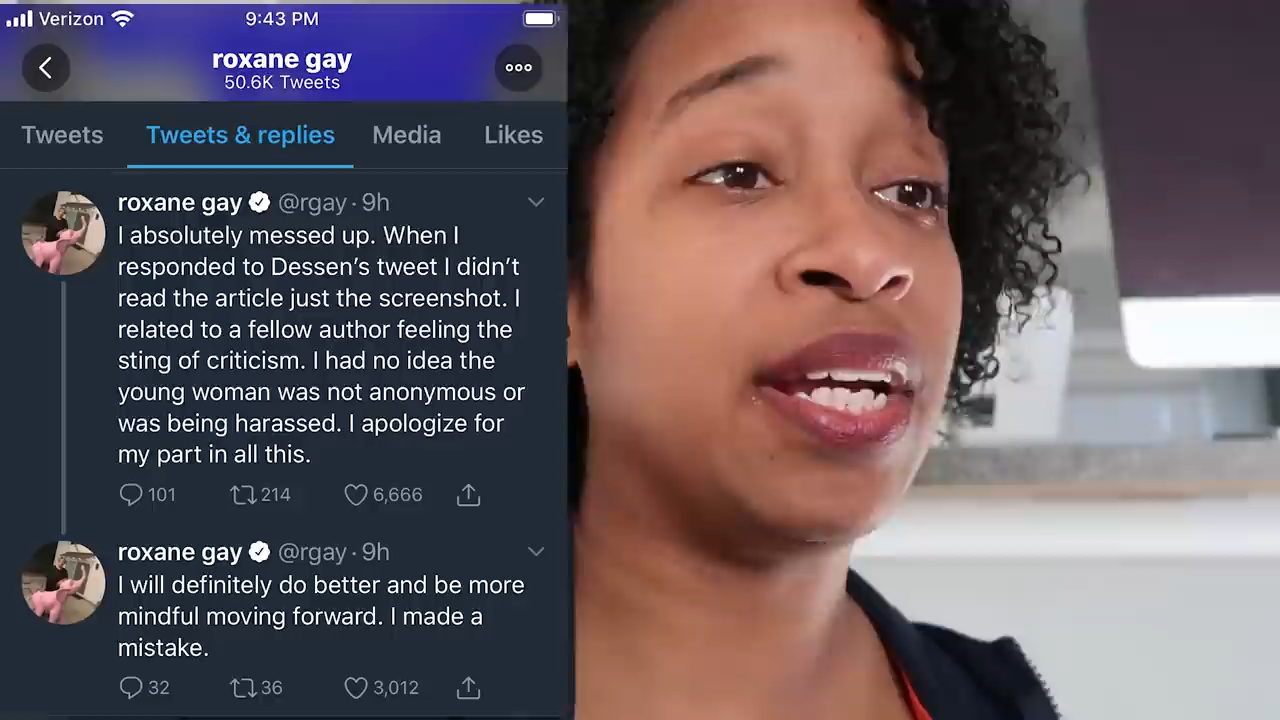 Verizon 9:43 PM
roxane gay
50.6K Tweets
Tweets Tweets & replies Media Likes
roxane gay @rgay · 9h
I absolutely messed up. When I
responded to Dessen’s tweet I didn’t
read the article just the screenshot. I
related to a fellow author feeling the
sting of criticism. I had no idea the
young woman was not anonymous or
was being harassed. I apologize for
my part in all this.
101 214 6,666
roxane gay @rgay · 9h
I will definitely do better and be more
mindful moving forward. I made a
mistake.
32 36 3,012